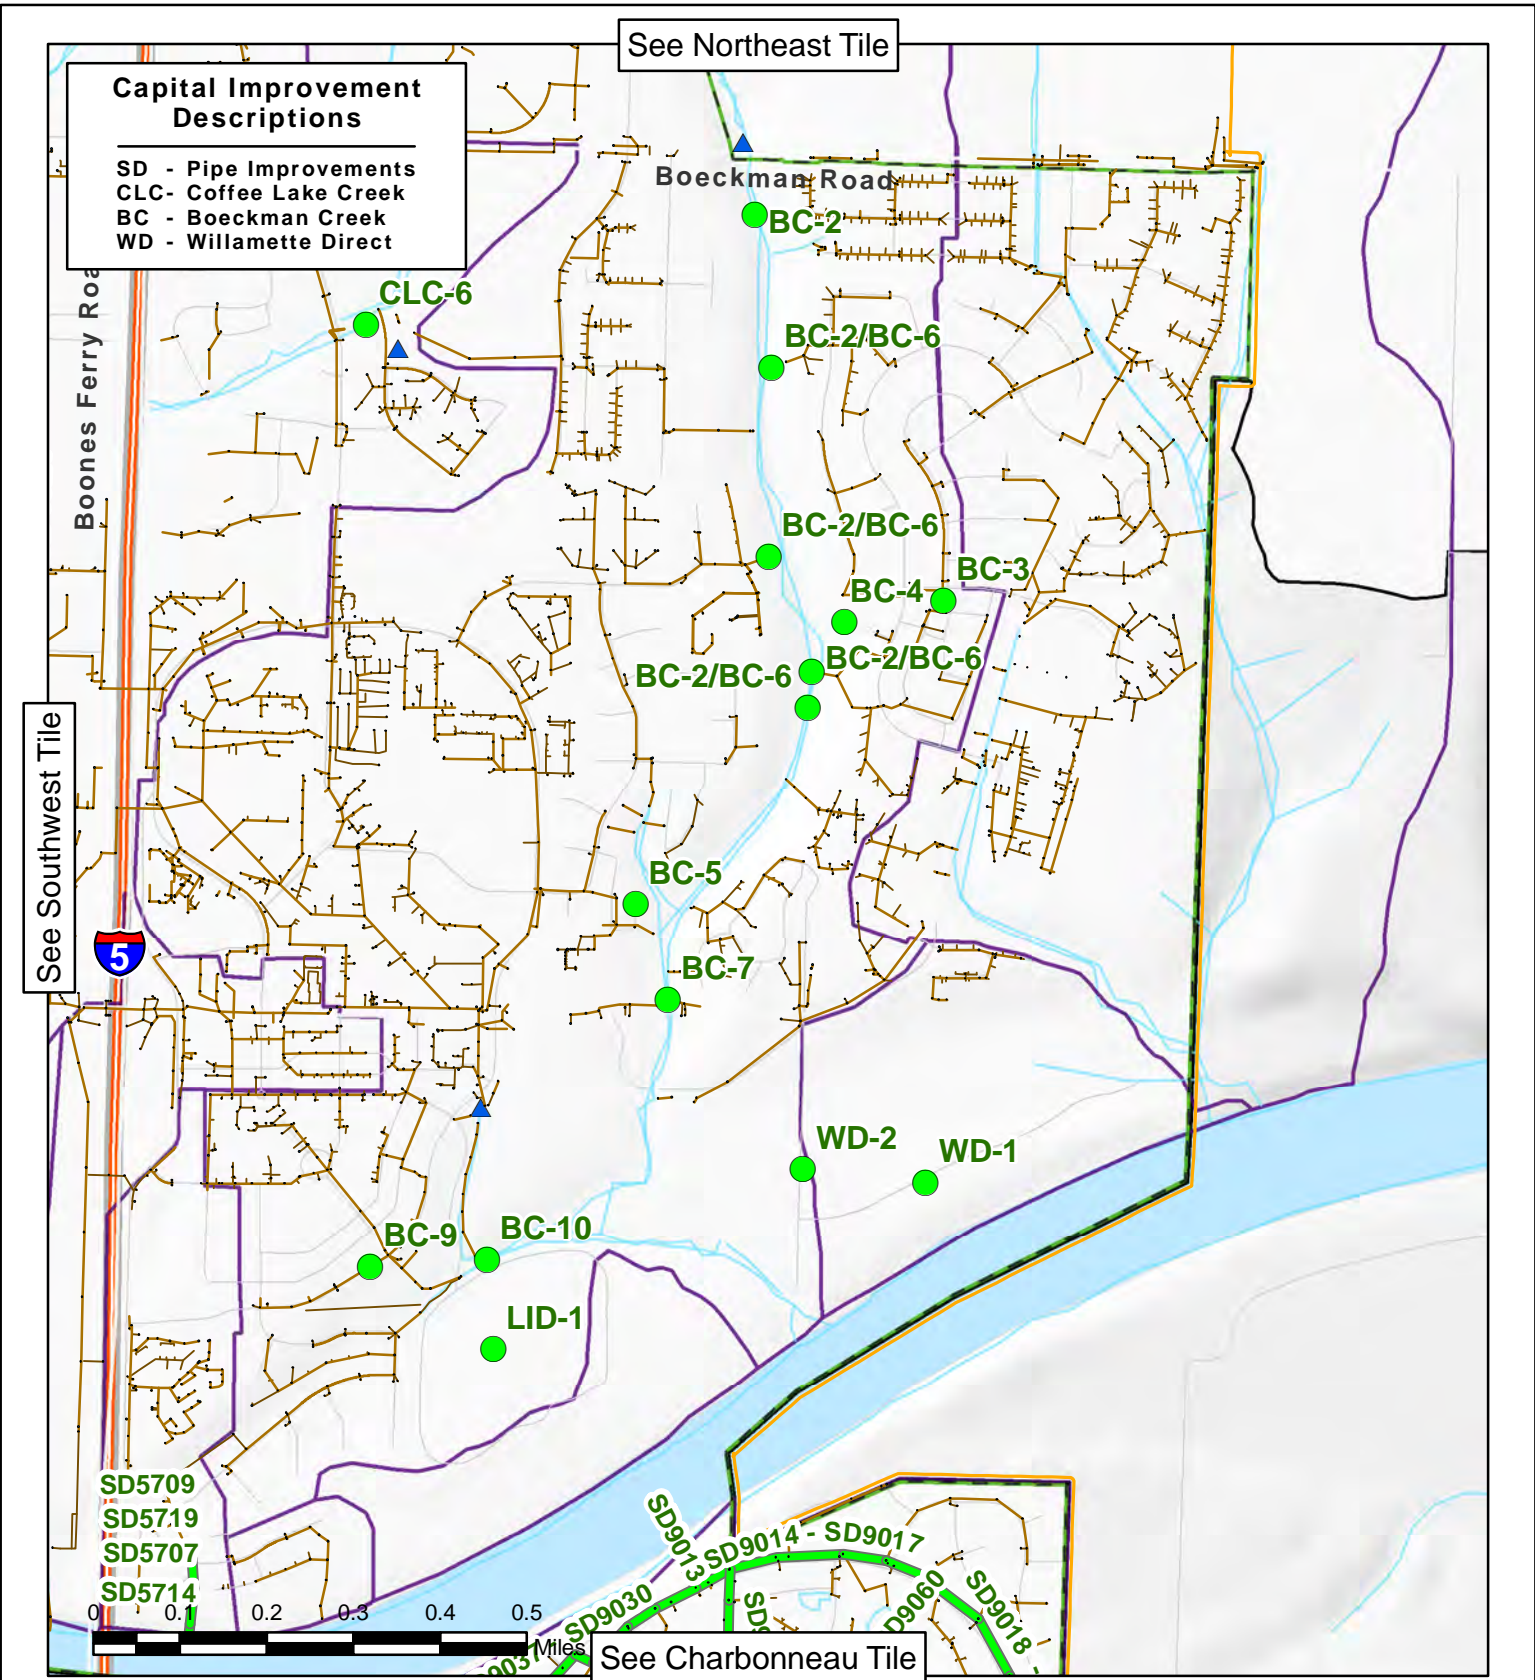 See Northeast Tile
Capital Improvement
Descriptions
SD - Pipe Improvements
CLC- Coffee Lake Creek
BC - Boeckman Creek
WD - Willamette Direct
Boeckman Road
BC-2
CLC-6
Boones Ferry Roa
BC-2/BC-6
BC-2/BC-6
BC-3
BC-4
BC-2/BC-6
BC-2/BC-6
See Southwest Tile
BC-5
5
BC-7
WD-2
WD-1
BC-9
BC-10
LID-1
SD5709
SD5719
SD5707
SD5714
SD9013
SD9014 - SD9017
SD9030
D9060
SD9018 -
SD9
9037
0 0.1 0.2 0.3 0.4 0.5
Miles
See Charbonneau Tile